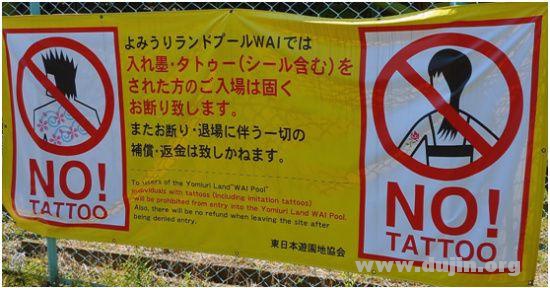 よみうりランドプールWAIでは
入れ墨・タトゥー(シール含む)を
された方のご入場は固く
お断り致します。
またお断り・退場に伴う一切の
補償・返金は致しかねます。
To users of the Yomiuri Land"WAI Pool"
individuals with tattoos (including imitation tattoos)
will be prohibited from entry into the Yomiuri Land WAI Pool.
Also, there will be no refund when leaving the site after
being denied entry.
東日本遊園地協会
NO!
TATTOO
NO!
TATTOO
www.dujin.org